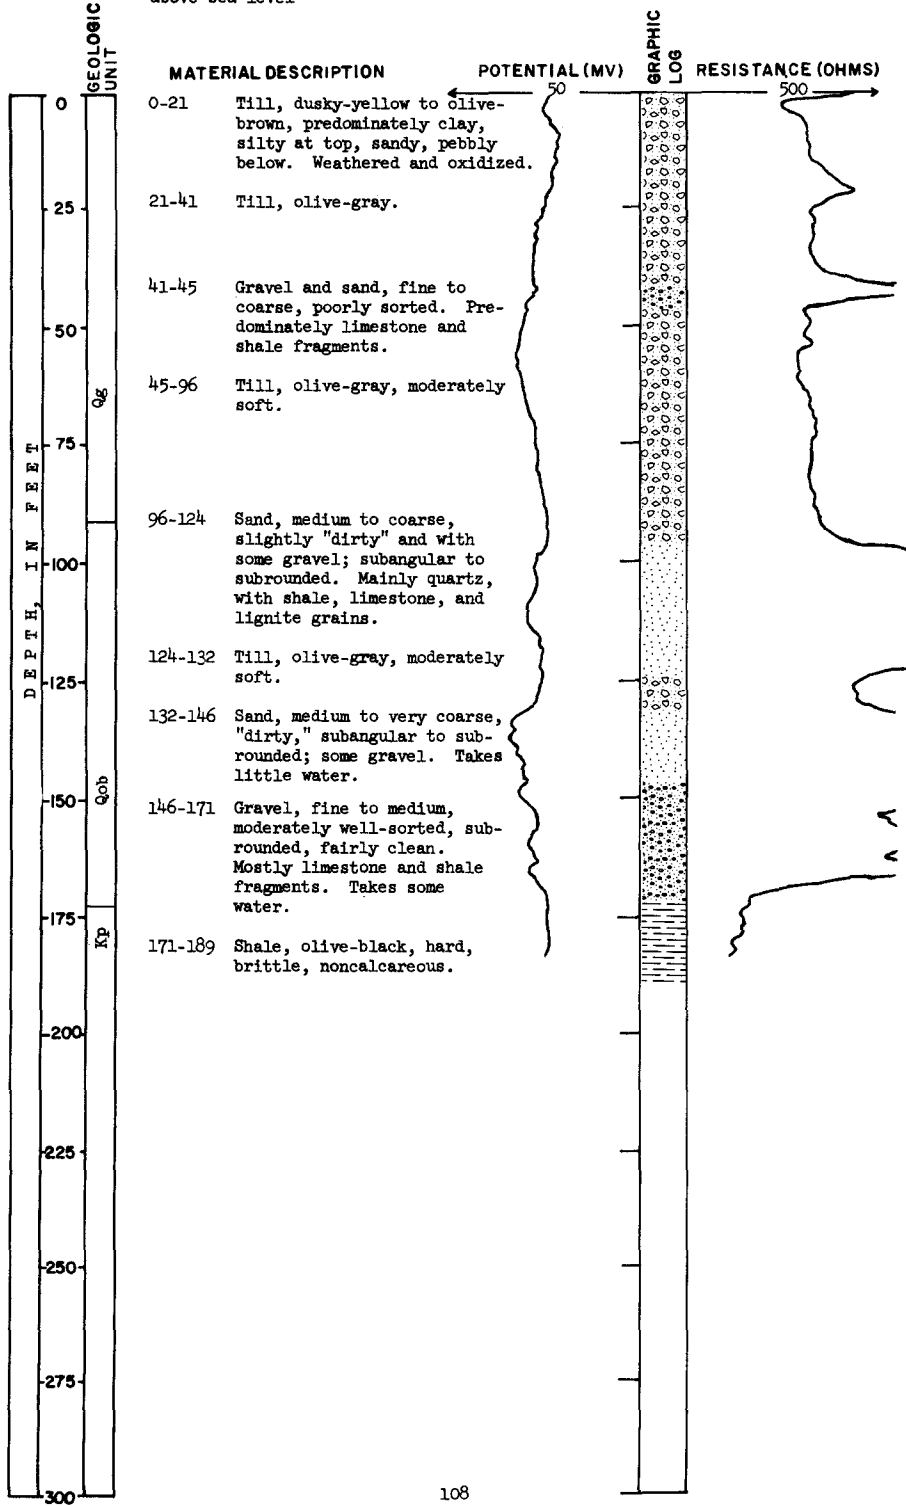 above sea level
GEOLOGIC
UNIT
MATERIAL DESCRIPTION
POTENTIAL (MV)
GRAPHIC
LOG
RESISTANCE (OHMS)
50
500
DEPTH, IN FEET
0
25
50
75
100
125
150
175
200
225
250
275
300
Qg
Qob
Kp
0-21 Till, dusky-yellow to olive-
brown, predominately clay,
silty at top, sandy, pebbly
below. Weathered and oxidized.
21-41 Till, olive-gray.
41-45 Gravel and sand, fine to
coarse, poorly sorted. Pre-
dominately limestone and
shale fragments.
45-96 Till, olive-gray, moderately
soft.
96-124 Sand, medium to coarse,
slightly "dirty" and with
some gravel; subangular to
subrounded. Mainly quartz,
with shale, limestone, and
lignite grains.
124-132 Till, olive-gray, moderately
soft.
132-146 Sand, medium to very coarse,
"dirty," subangular to sub-
rounded; some gravel. Takes
little water.
146-171 Gravel, fine to medium,
moderately well-sorted, sub-
rounded, fairly clean.
Mostly limestone and shale
fragments. Takes some
water.
171-189 Shale, olive-black, hard,
brittle, noncalcareous.
108